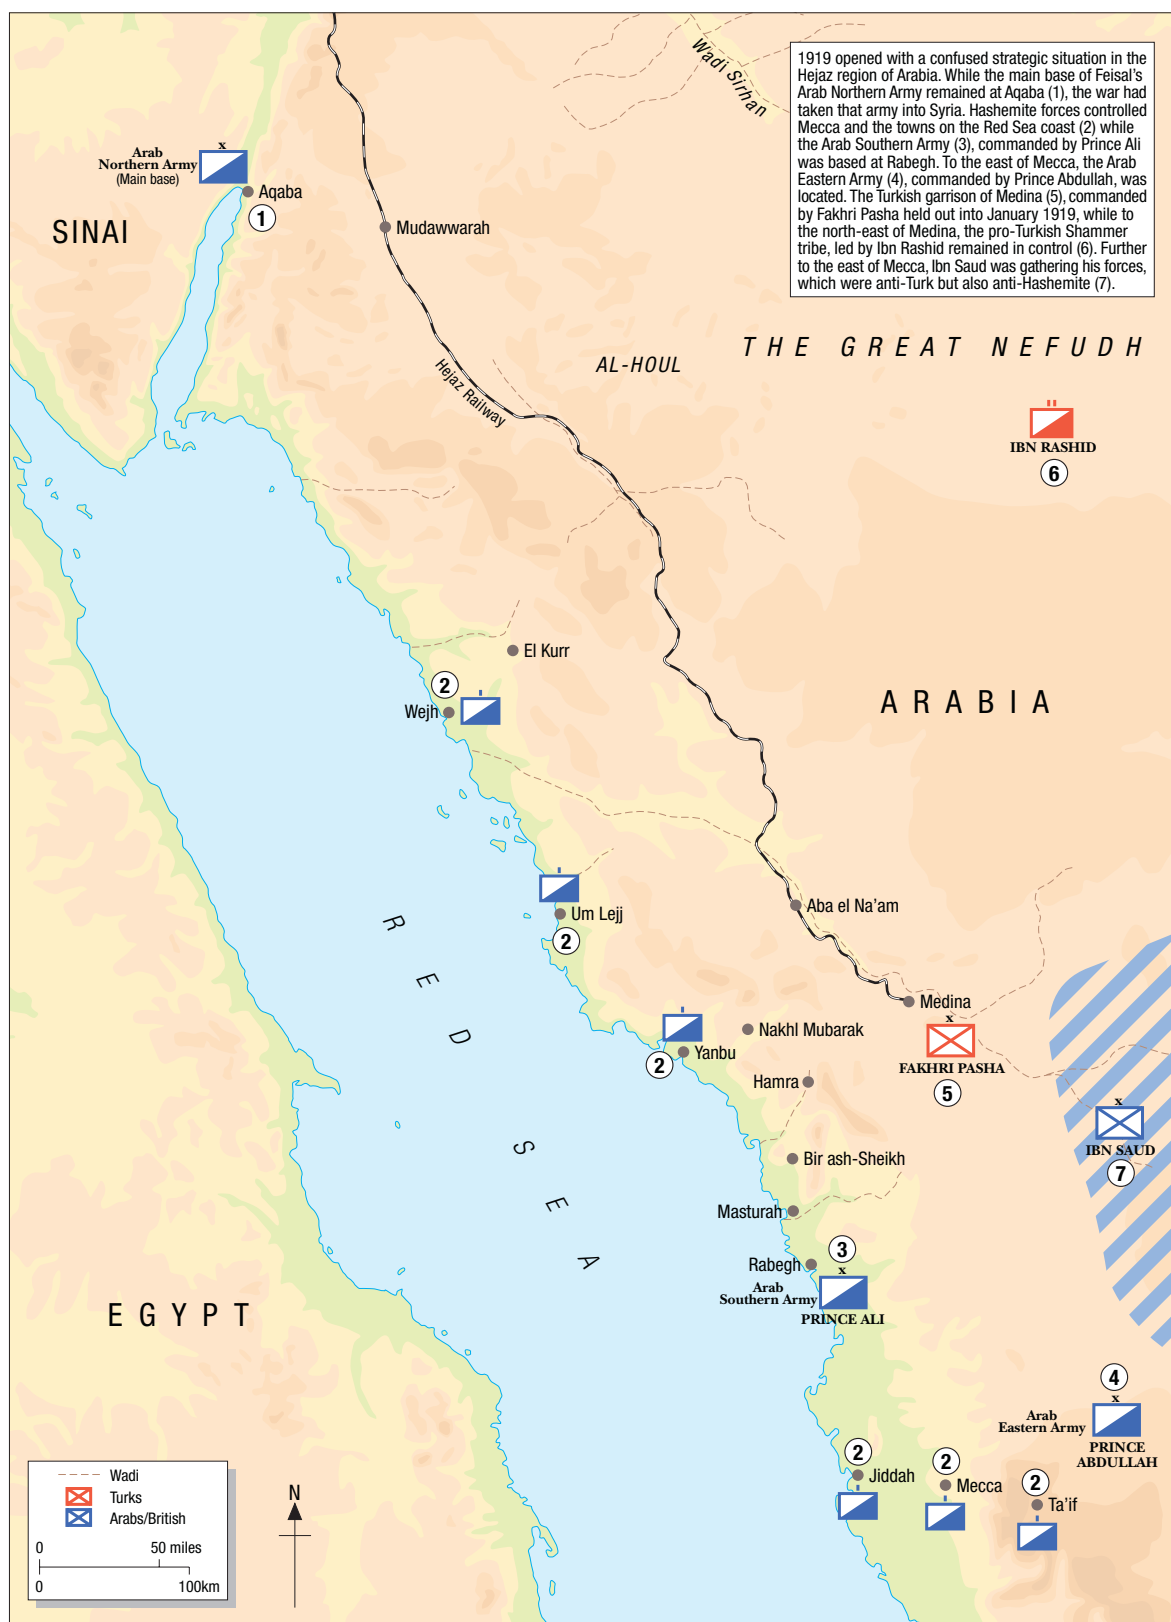 Wadi Sirhan
1919 opened with a confused strategic situation in the
Hejaz region of Arabia. While the main base of Feisal's
Arab Northern Army remained at Aqaba (1), the war had
taken that army into Syria. Hashemite forces controlled
Mecca and the towns on the Red Sea coast (2) while
the Arab Southern Army (3), commanded by Prince Ali
was based at Rabegh. To the east of Mecca, the Arab
Eastern Army (4), commanded by Prince Abdullah, was
located. The Turkish garrison of Medina (5), commanded
by Fakhri Pasha held out into January 1919, while to
the north-east of Medina, the pro-Turkish Shammer
tribe, led by Ibn Rashid remained in control (6). Further
to the east of Mecca, Ibn Saud was gathering his forces,
which were anti-Turk but also anti-Hashemite (7).
x
Arab
Northern Army
(Main base)
Aqaba
1
SINAI
Mudawwarah
THE GREAT NEFUDH
AL-HOUL
Hejaz Railway
IBN RASHID
6
El Kurr
2
Wejh
ARABIA
Um Lejj
2
Aba el Na'am
RED SEA
Medina
x
FAKHRI PASHA
5
Nakhl Mubarak
Yanbu
2
Hamra
x
IBN SAUD
7
Bir ash-Sheikh
Masturah
3
Rabegh
x
Arab
Southern Army
PRINCE ALI
EGYPT
4
x
Arab
Eastern Army
PRINCE
ABDULLAH
2
Jiddah
2
Mecca
2
Ta'if
Wadi
Turks
Arabs/British
0
50 miles
0
100km
N